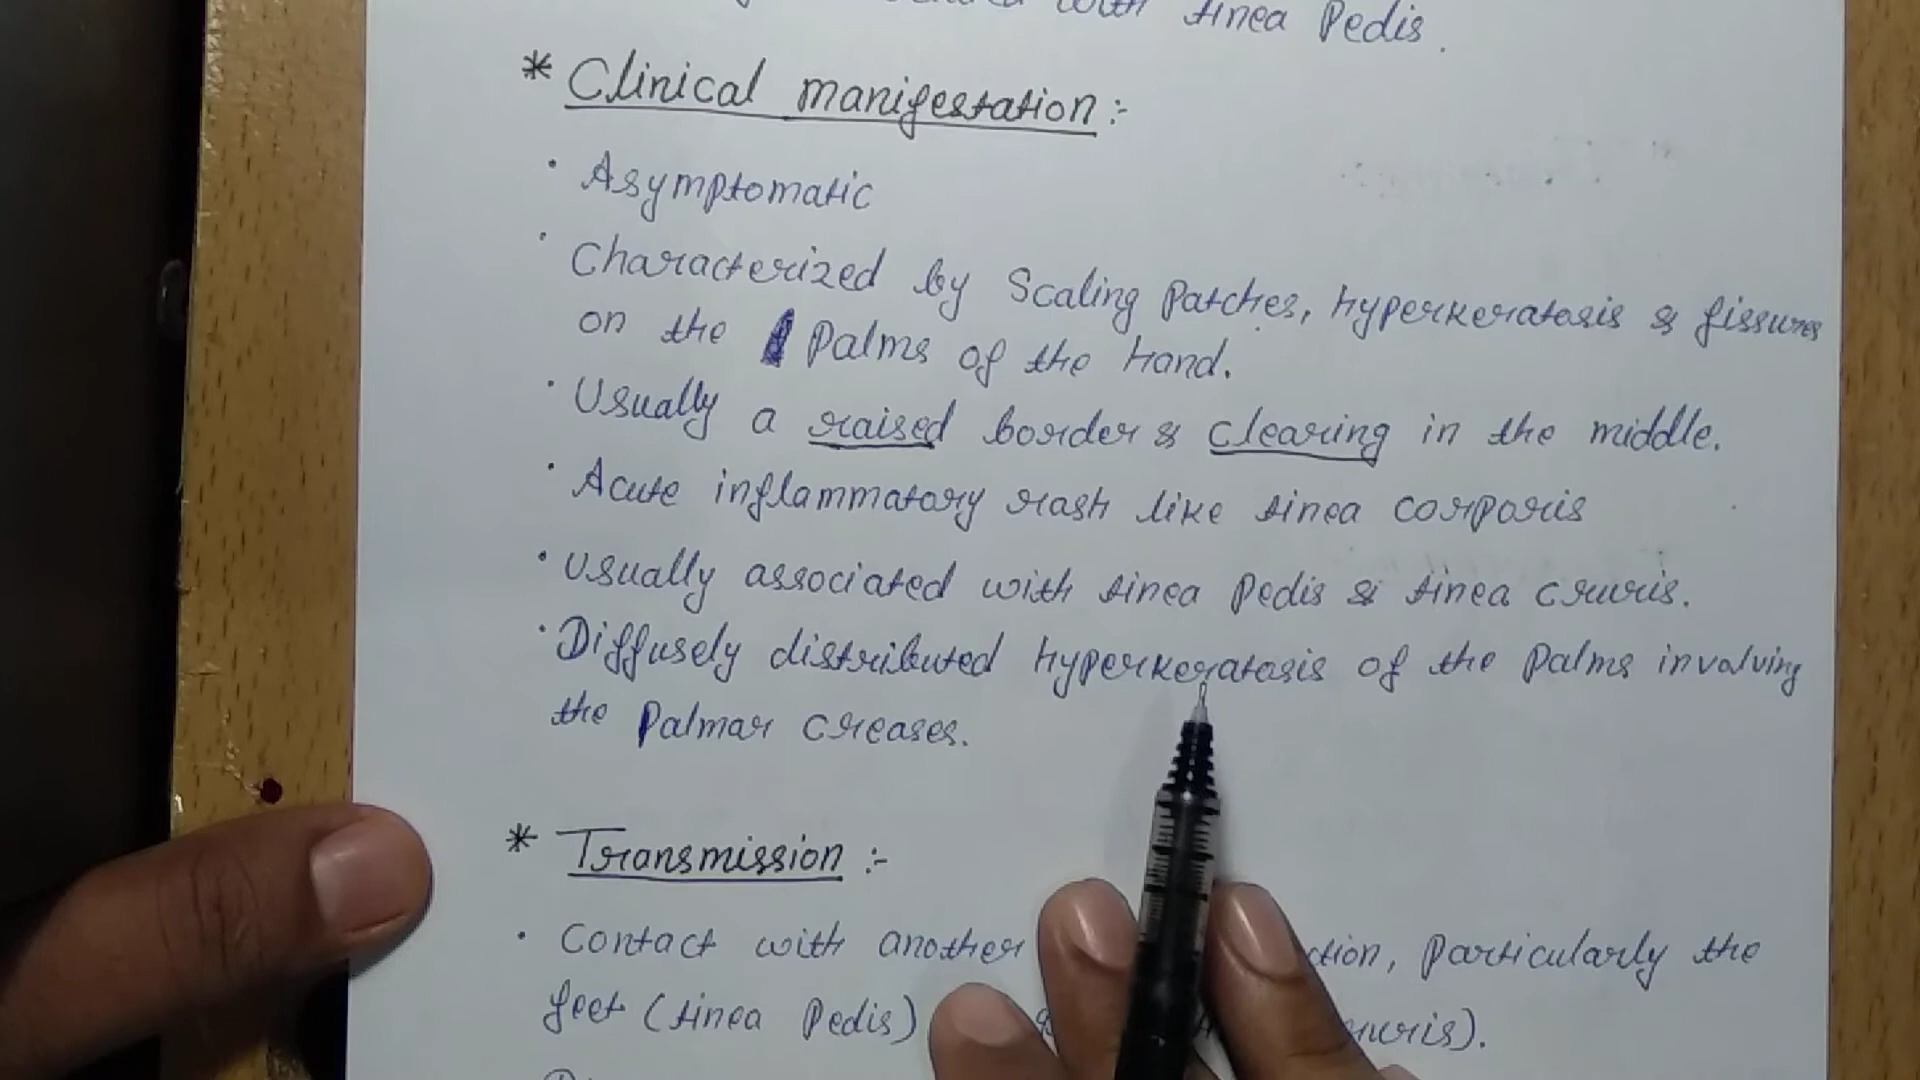 with tinea Pedis.
* Clinical manifestation :-
· Asymptomatic
· Characterized by Scaling Patches, hyperkeratosis & fissures
on the Palms of the hand.
· Usually a raised border & clearing in the middle.
· Acute inflammatory rash like tinea corporis
· Usually associated with tinea Pedis & tinea cruris.
· Diffusely distributed hyperkeratosis of the Palms involving
the Palmar creases.
* Transmission :-
· Contact with another particularly the
feet (tinea Pedis)